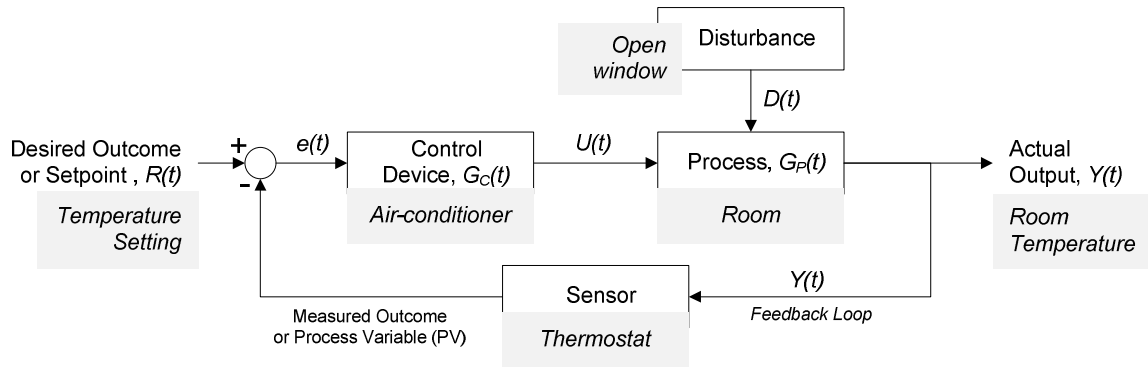 Disturbance
Open
window
D(t)
Desired Outcome
or Setpoint , R(t)
+
-
e(t)
Control
Device, GC(t)
U(t)
Process, GP(t)
Actual
Output, Y(t)
Temperature
Setting
Air-conditioner
Room
Room
Temperature
Sensor
Thermostat
Y(t)
Feedback Loop
Measured Outcome
or Process Variable (PV)